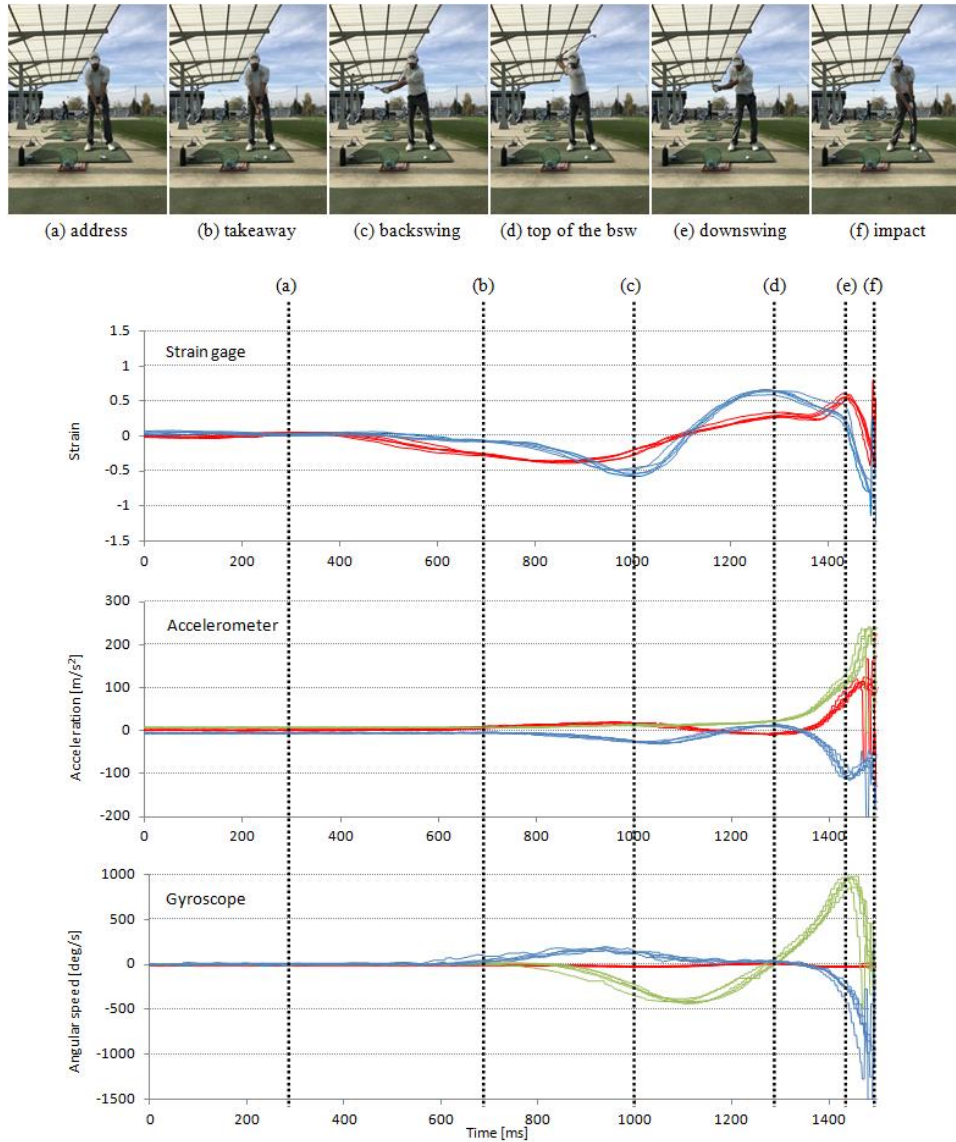 (a) address (b) takeaway (c) backswing (d) top of the bsw (e) downswing (f) impact
(a) (b) (c) (d) (e) (f)
1.5
Strain gage
1
0.5
Strain
0
-0.5
-1
-1.5
0 200 400 600 800 1000 1200 1400
300
Accelerometer
200
Acceleration [m/s²]
100
0
-100
-200
0 200 400 600 800 1000 1200 1400
1000
Gyroscope
500
Angular speed [deg/s]
0
-500
-1000
-1500
0 200 400 600 800 1000 1200 1400
Time [ms]